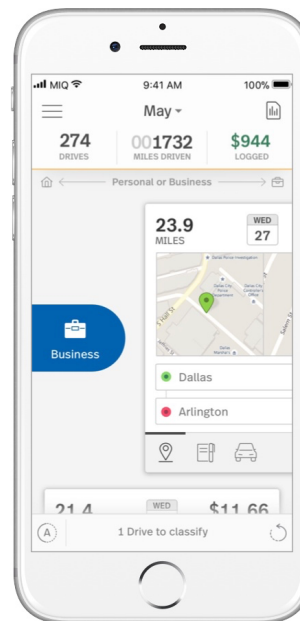 MIQ 9:41 AM 100%
May
274 001732 $944
DRIVES MILES DRIVEN LOGGED
Personal or Business
23.9
MILES
WED
27
Business
Dallas
Arlington
21.4 WED $11.66
A 1 Drive to classify